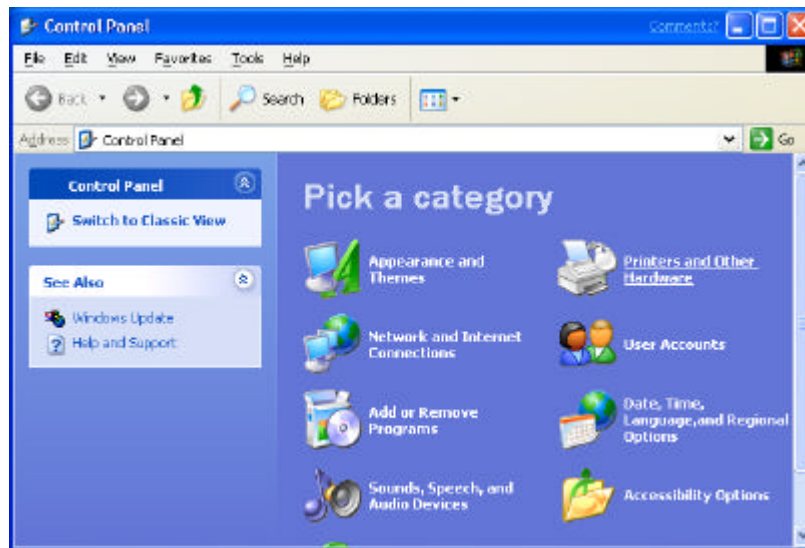 Control Panel
Comments?
File Edit View Favorites Tools Help
Back Search Folders
Address Control Panel Go
Control Panel
Switch to Classic View
See Also
Windows Update
Help and Support
Pick a category
Appearance and
Themes
Printers and Other
Hardware
Network and Internet
Connections
User Accounts
Add or Remove
Programs
Date, Time,
Language,and Regional
Options
Sounds, Speech, and
Audio Devices
Accessibility Options